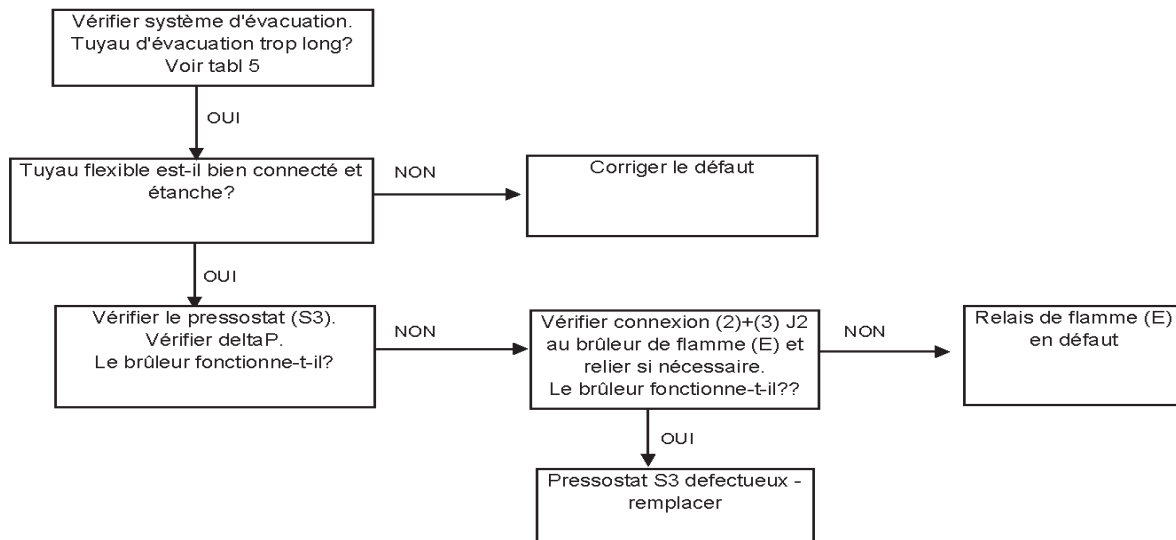 Vérifier système d'évacuation.
Tuyau d'évacuation trop long?
Voir tabl 5
OUI
Tuyau flexible est-il bien connecté et
étanche?
NON
Corriger le défaut
OUI
Vérifier le pressostat (S3).
Vérifier deltaP.
Le brûleur fonctionne-t-il?
NON
Vérifier connexion (2)+(3) J2
au brûleur de flamme (E) et
relier si nécessaire.
Le brûleur fonctionne-t-il??
NON
Relais de flamme (E)
en défaut
OUI
Pressostat S3 defectueux -
remplacer